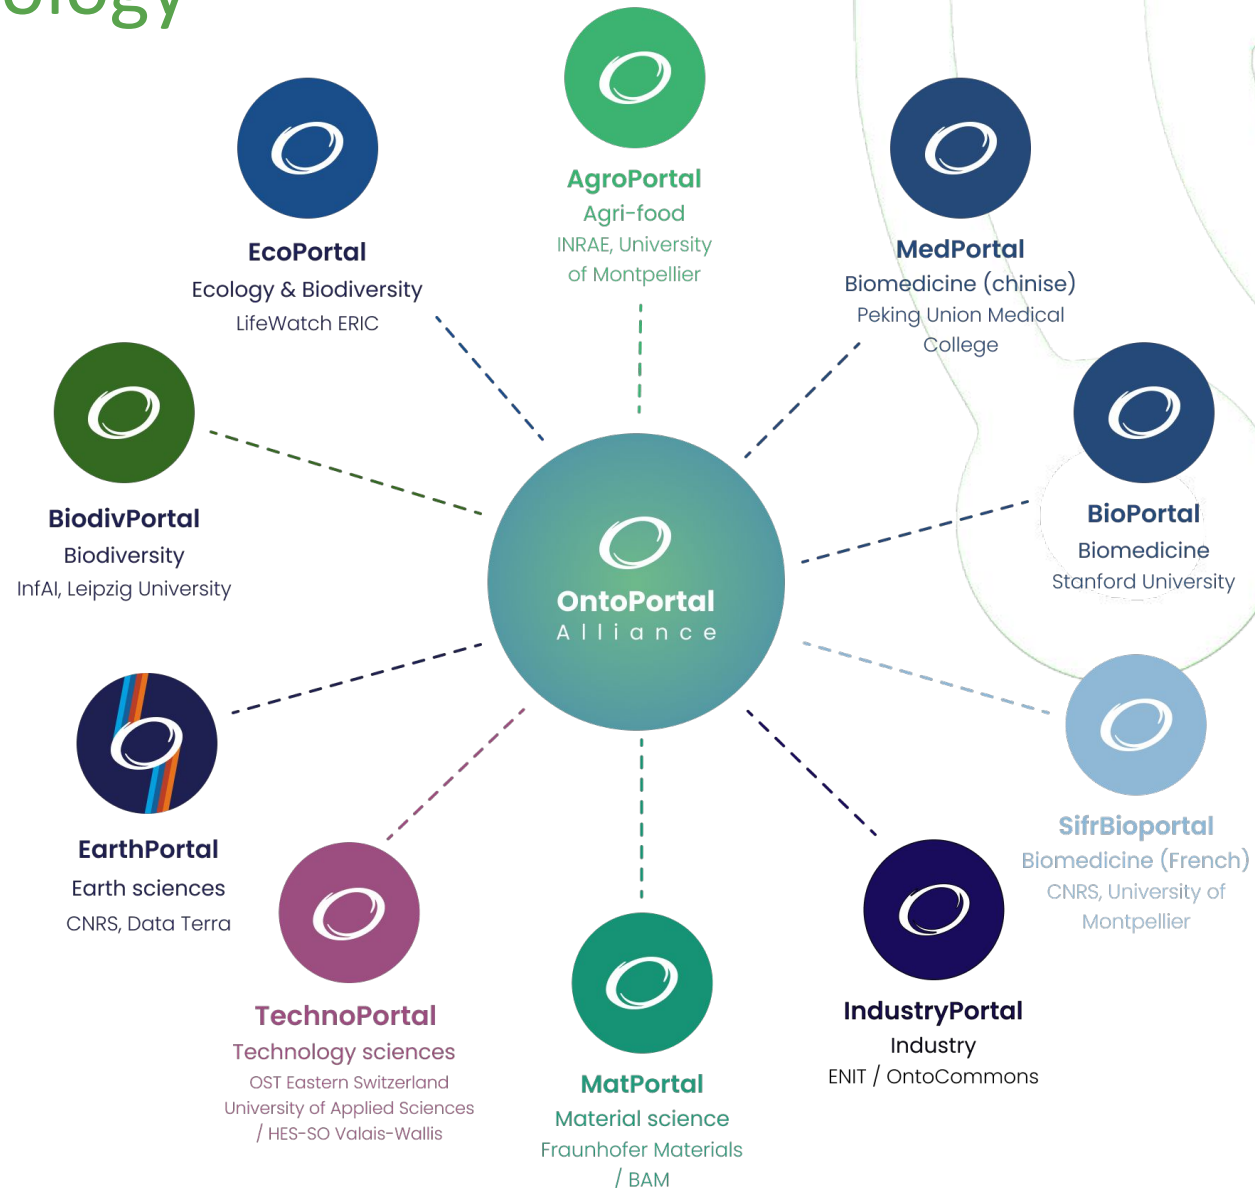 AgroPortal
Agri-food
INRAE, University
of Montpellier
EcoPortal
Ecology & Biodiversity
LifeWatch ERIC
MedPortal
Biomedicine (chinise)
Peking Union Medical
College
BiodivPortal
Biodiversity
InfAI, Leipzig University
BioPortal
Biomedicine
Stanford University
OntoPortal
Alliance
EarthPortal
Earth sciences
CNRS, Data Terra
SifrBioportal
Biomedicine (French)
CNRS, University of
Montpellier
TechnoPortal
Technology sciences
OST Eastern Switzerland
University of Applied Sciences
/ HES-SO Valais-Wallis
MatPortal
Material science
Fraunhofer Materials
/ BAM
IndustryPortal
Industry
ENIT / OntoCommons